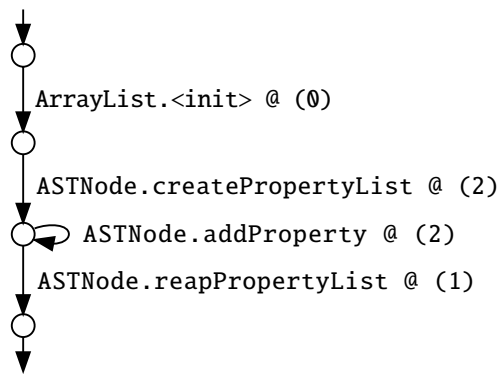 ArrayList.<init> @ (0)
ASTNode.createPropertyList @ (2)
ASTNode.addProperty @ (2)
ASTNode.reapPropertyList @ (1)